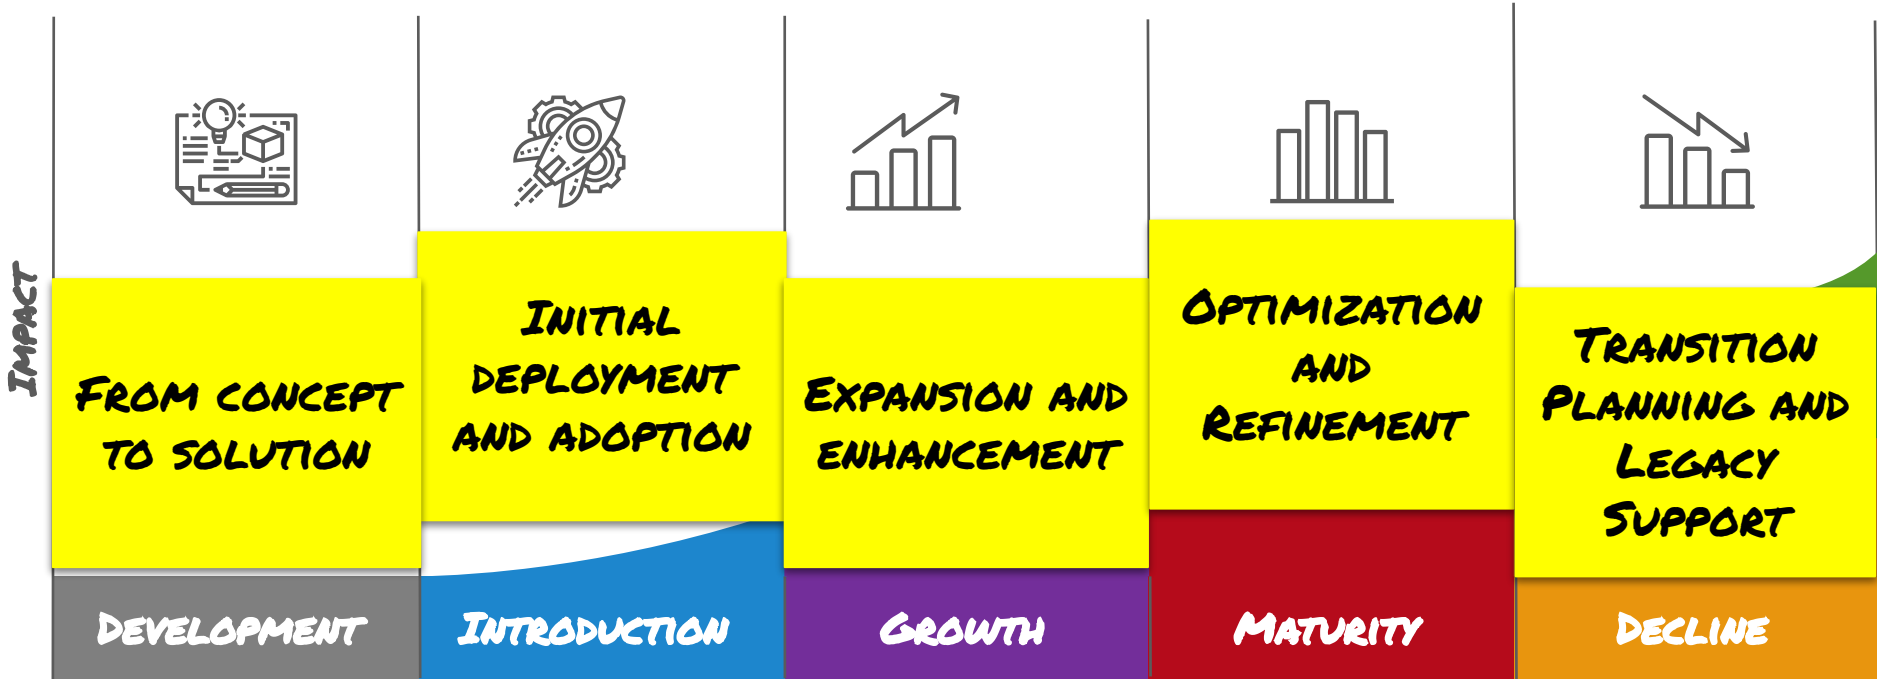 Impact
From concept
to solution
Initial
deployment
and adoption
Expansion and
enhancement
Optimization
and
Refinement
Transition
Planning and
Legacy
Support
Development
Introduction
Growth
Maturity
Decline